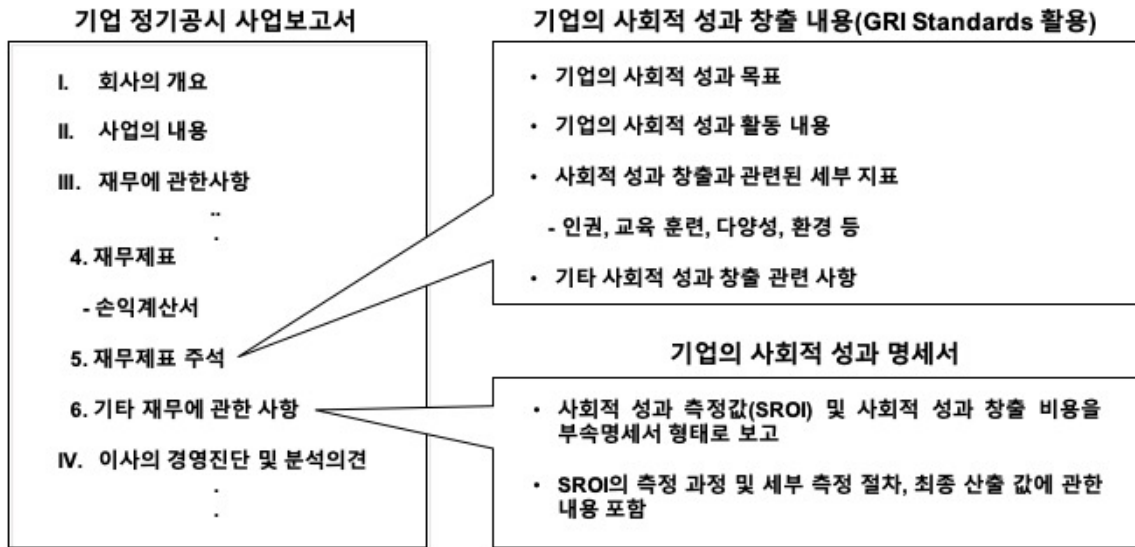 기업 정기공시 사업보고서
I. 회사의 개요
II. 사업의 내용
III. 재무에 관한사항
..
.
4. 재무제표
- 손익계산서
5. 재무제표 주석
6. 기타 재무에 관한 사항
IV. 이사의 경영진단 및 분석의견
.
.
기업의 사회적 성과 창출 내용(GRI Standards 활용)
• 기업의 사회적 성과 목표
• 기업의 사회적 성과 활동 내용
• 사회적 성과 창출과 관련된 세부 지표
- 인권, 교육 훈련, 다양성, 환경 등
• 기타 사회적 성과 창출 관련 사항
기업의 사회적 성과 명세서
• 사회적 성과 측정값(SROI) 및 사회적 성과 창출 비용을
부속명세서 형태로 보고
• SROI의 측정 과정 및 세부 측정 절차, 최종 산출 값에 관한
내용 포함